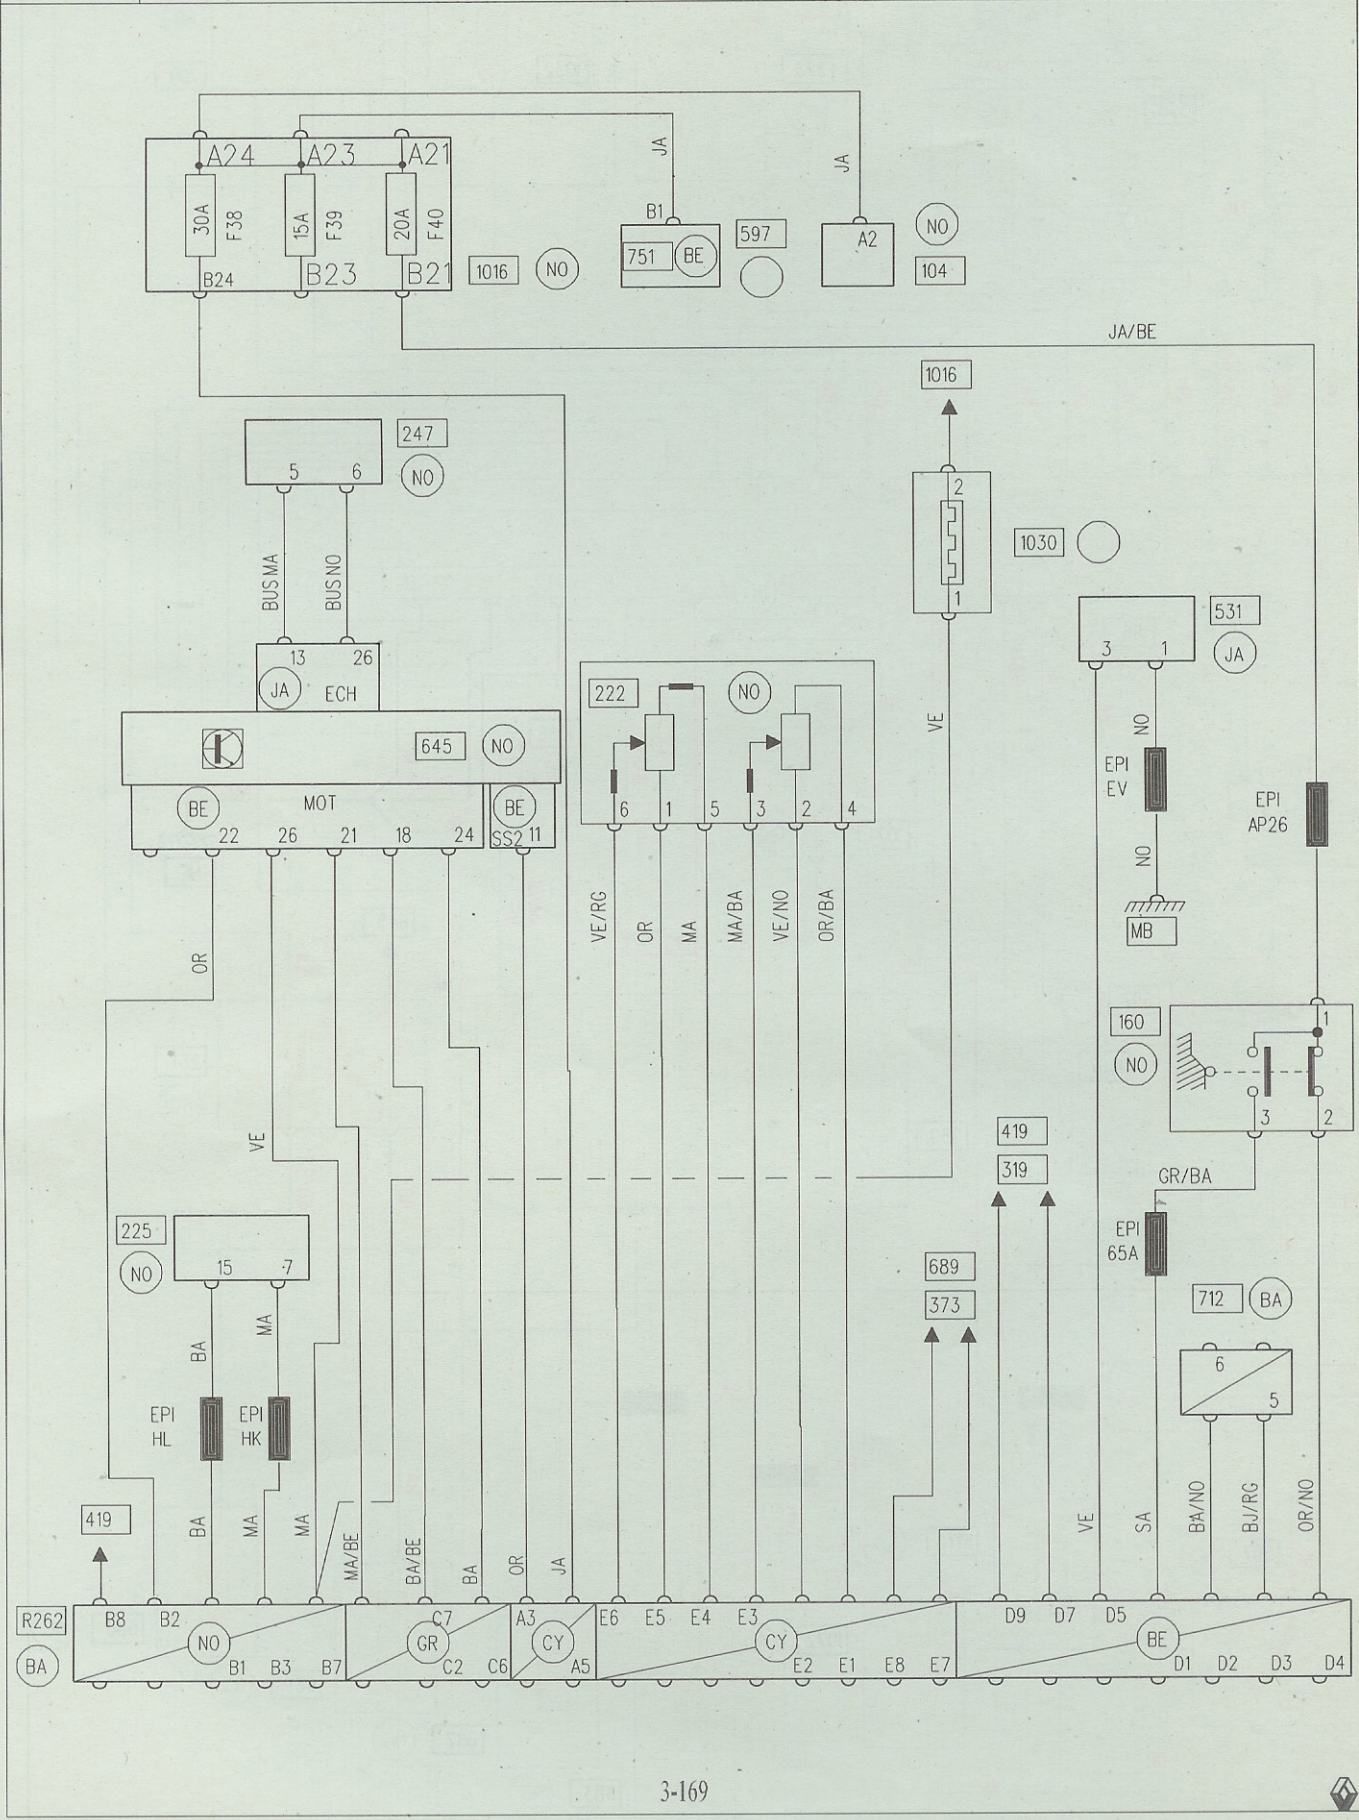 A24 A23 A21
30A F38 15A F39 20A F40
B24 B23 B21
1016 NO
JA JA
B1
751 BE 597
A2 NO
104
JA/BE
1016
247
5 6 NO
BUS MA BUS NO
2
1030
1
13 26
JA ECH
645 NO
BE MOT BE
22 26 21 18 24 SS2 11
222 NO
6 1 5 3 2 4
531
3 1 JA
VE
NO
EPI EV
NO
MB
EPI AP26
VE/RG OR MA MA/BA VE/NO OR/BA
OR
160
NO
1
3 2
GR/BA
419
319
VE
EPI 65A
225
NO
15 7
BA MA
689
373
712 BA
6
5
EPI HL
EPI HK
419
BA MA MA MA/BE BA/BE BA OR JA
VE SA BA/NO BJ/RG OR/NO
R262
BA
B8 B2 C7 A3 E6 E5 E4 E3 D9 D7 D5
NO GR CY CY BE
B1 B3 B7 C2 C6 A5 E2 E1 E8 E7 D1 D2 D3 D4
3-169